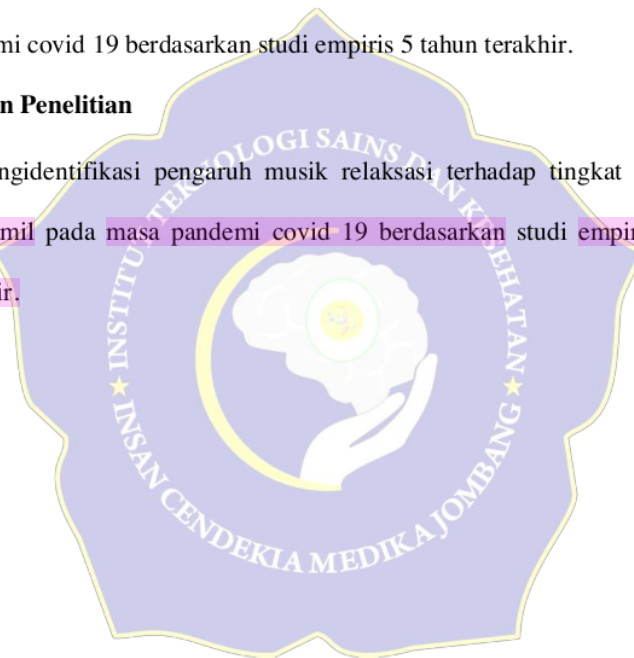 mi covid 19 berdasarkan studi empiris 5 tahun terakhir.
n Penelitian
ngidentifikasi pengaruh musik relaksasi terhadap tingkat
mil pada masa pandemi covid 19 berdasarkan studi empir
ir.
INSTITUT TEKNOLOGI SAINS DAN KESEHATAN
INSAN CENDEKIA MEDIKA JOMBANG